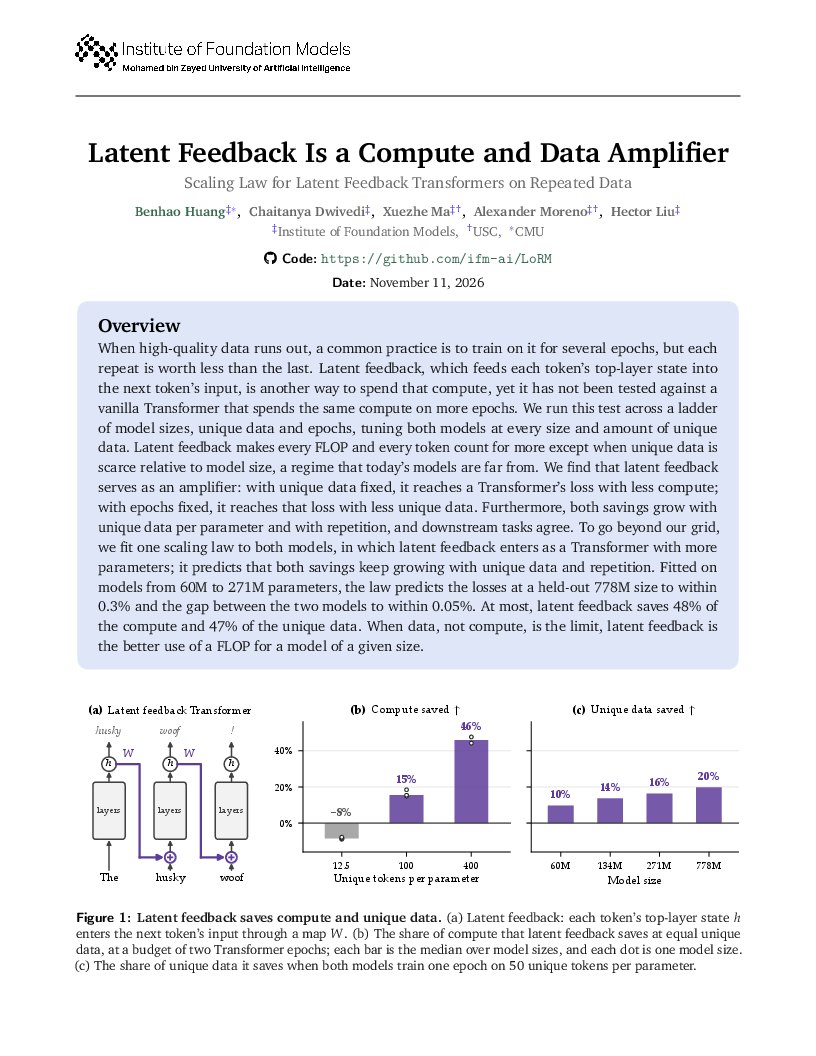 Institute of Foundation Models
Mohamed bin Zayed University of Artificial Intelligence
Latent Feedback Is a Compute and Data Amplifier
Scaling Law for Latent Feedback Transformers on Repeated Data
Benhao Huang‡*, Chaitanya Dwivedi‡, Xuezhe Ma‡†, Alexander Moreno‡†, Hector Liu‡
‡Institute of Foundation Models, †USC, *CMU
Code: https://github.com/ifm-ai/LoRM
Date: November 11, 2026
Overview
When high-quality data runs out, a common practice is to train on it for several epochs, but each
repeat is worth less than the last. Latent feedback, which feeds each token's top-layer state into
the next token's input, is another way to spend that compute, yet it has not been tested against a
vanilla Transformer that spends the same compute on more epochs. We run this test across a ladder
of model sizes, unique data and epochs, tuning both models at every size and amount of unique
data. Latent feedback makes every FLOP and every token count for more except when unique data is
scarce relative to model size, a regime that today's models are far from. We find that latent feedback
serves as an amplifier: with unique data fixed, it reaches a Transformer's loss with less compute;
with epochs fixed, it reaches that loss with less unique data. Furthermore, both savings grow with
unique data per parameter and with repetition, and downstream tasks agree. To go beyond our grid,
we fit one scaling law to both models, in which latent feedback enters as a Transformer with more
parameters; it predicts that both savings keep growing with unique data and repetition. Fitted on
models from 60M to 271M parameters, the law predicts the losses at a held-out 778M size to within
0.3% and the gap between the two models to within 0.05%. At most, latent feedback saves 48% of
the compute and 47% of the unique data. When data, not compute, is the limit, latent feedback is
the better use of a FLOP for a model of a given size.
(a) Latent feedback Transformer
husky woof !
W W
h h h
layers layers layers
The husky woof
(b) Compute saved ↑
46%
40%
15%
20%
−8%
0%
12.5 100 400
Unique tokens per parameter
(c) Unique data saved ↑
10% 14% 16% 20%
60M 134M 271M 778M
Model size
Figure 1: Latent feedback saves compute and unique data. (a) Latent feedback: each token's top-layer state h
enters the next token's input through a map W. (b) The share of compute that latent feedback saves at equal unique
data, at a budget of two Transformer epochs; each bar is the median over model sizes, and each dot is one model size.
(c) The share of unique data it saves when both models train one epoch on 50 unique tokens per parameter.